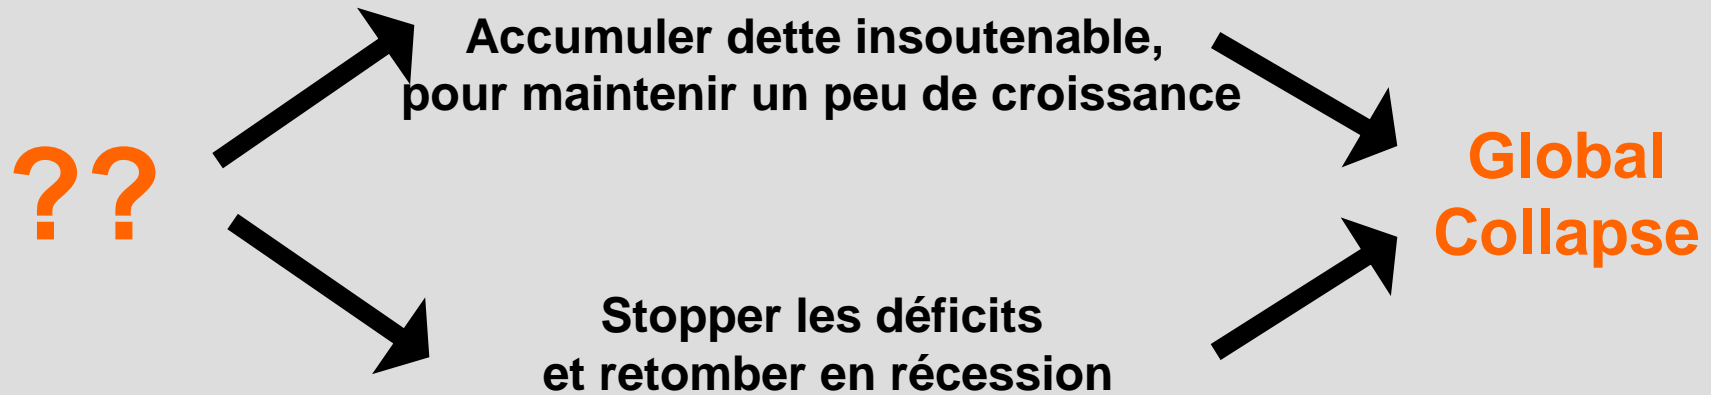 Accumuler dette insoutenable,
pour maintenir un peu de croissance
??
Global
Collapse
Stopper les déficits
et retomber en récession